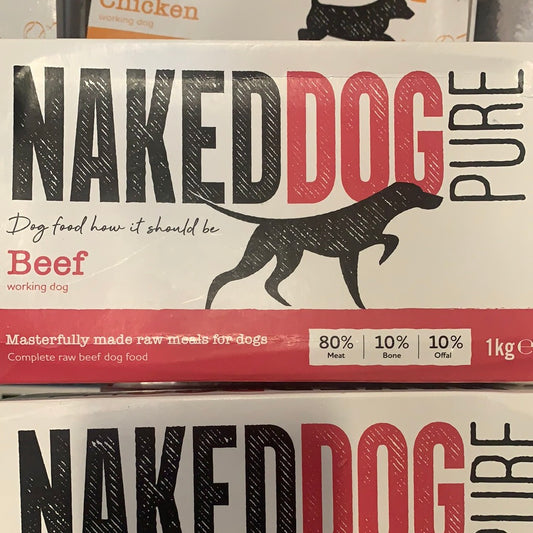 Chicken
working dog
NAKEDDOG PURE
Dog food how it should be
Beef
working dog
Masterfully made raw meals for dogs
Complete raw beef dog food
80% Meat
10% Bone
10% Offal
1kg e
NAKEDDOG PURE